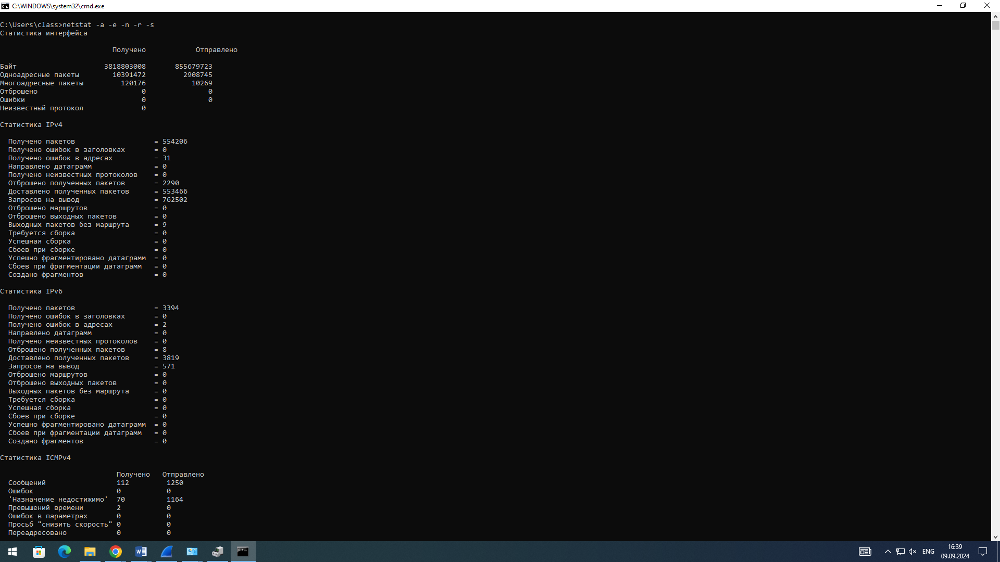 C:\WINDOWS\system32\cmd.exe
C:\Users\class>netstat -a -e -n -r -s
Статистика интерфейса
Получено Отправлено
Байт 3818803008 855679723
Одноадресные пакеты 10391472 2908745
Многоадресные пакеты 120176 10269
Отброшено 0 0
Ошибки 0 0
Неизвестный протокол 0
Статистика IPv4
Получено пакетов = 554206
Получено ошибок в заголовках = 0
Получено ошибок в адресах = 31
Направлено датаграмм = 0
Получено неизвестных протоколов = 0
Отброшено полученных пакетов = 2290
Доставлено полученных пакетов = 553466
Запросов на вывод = 762502
Отброшено маршрутов = 0
Отброшено выходных пакетов = 0
Выходных пакетов без маршрута = 9
Требуется сборка = 0
Успешная сборка = 0
Сбоев при сборке = 0
Успешно фрагментировано датаграмм = 0
Сбоев при фрагментации датаграмм = 0
Создано фрагментов = 0
Статистика IPv6
Получено пакетов = 3394
Получено ошибок в заголовках = 0
Получено ошибок в адресах = 2
Направлено датаграмм = 0
Получено неизвестных протоколов = 0
Отброшено полученных пакетов = 8
Доставлено полученных пакетов = 3819
Запросов на вывод = 571
Отброшено маршрутов = 0
Отброшено выходных пакетов = 0
Выходных пакетов без маршрута = 0
Требуется сборка = 0
Успешная сборка = 0
Сбоев при сборке = 0
Успешно фрагментировано датаграмм = 0
Сбоев при фрагментации датаграмм = 0
Создано фрагментов = 0
Статистика ICMPv4
Получено Отправлено
Сообщений 112 1250
Ошибок 0 0
'Назначение недостижимо' 70 1164
Превышений времени 2 0
Ошибок в параметрах 0 0
Просьб "снизить скорость" 0 0
Переадресовано 0 0
ENG
16:39
09.09.2024